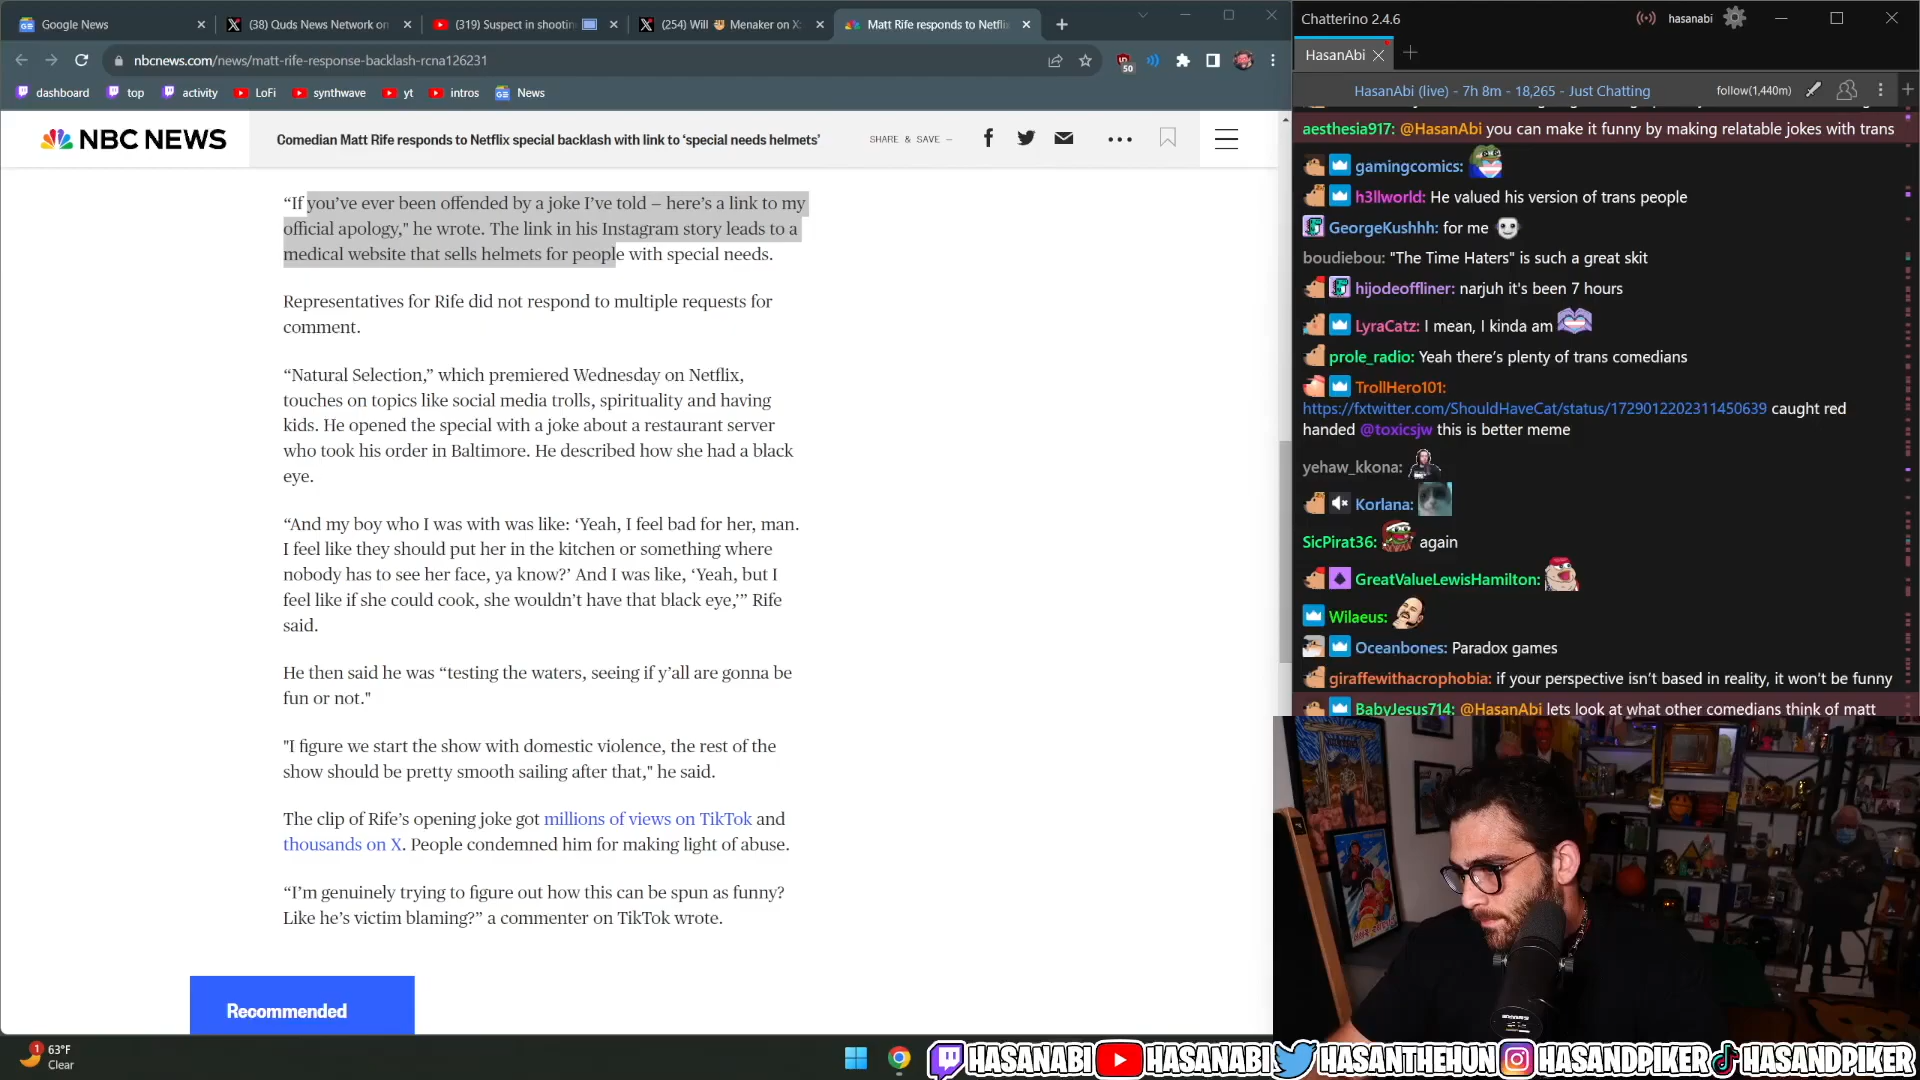 Google News
(38) Quds News Network on
(319) Suspect in shootin
(254) Will Menaker on X:
Matt Rife responds to Netfli
nbcnews.com/news/matt-rife-response-backlash-rcna126231
50
dashboard
top
activity
LoFi
synthwave
yt
intros
News
NBC NEWS
Comedian Matt Rife responds to Netflix special backlash with link to ‘special needs helmets’
SHARE & SAVE —
“If you’ve ever been offended by a joke I’ve told – here’s a link to my
official apology," he wrote. The link in his Instagram story leads to a
medical website that sells helmets for people with special needs.
Representatives for Rife did not respond to multiple requests for
comment.
“Natural Selection,” which premiered Wednesday on Netflix,
touches on topics like social media trolls, spirituality and having
kids. He opened the special with a joke about a restaurant server
who took his order in Baltimore. He described how she had a black
eye.
“And my boy who I was with was like: ‘Yeah, I feel bad for her, man.
I feel like they should put her in the kitchen or something where
nobody has to see her face, ya know?’ And I was like, ‘Yeah, but I
feel like if she could cook, she wouldn’t have that black eye,’” Rife
said.
He then said he was “testing the waters, seeing if y’all are gonna be
fun or not."
"I figure we start the show with domestic violence, the rest of the
show should be pretty smooth sailing after that," he said.
The clip of Rife’s opening joke got millions of views on TikTok and
thousands on X. People condemned him for making light of abuse.
“I’m genuinely trying to figure out how this can be spun as funny?
Like he’s victim blaming?” a commenter on TikTok wrote.
Recommended
Chatterino 2.4.6
hasanabi
HasanAbi
HasanAbi (live) - 7h 8m - 18,265 - Just Chatting
follow(1,440m)
aesthesia917: @HasanAbi you can make it funny by making relatable jokes with trans
gamingcomics:
h3llworld: He valued his version of trans people
GeorgeKushhh: for me
boudiebou: "The Time Haters" is such a great skit
hijodeoffliner: narjuh it's been 7 hours
LyraCatz: I mean, I kinda am
prole_radio: Yeah there’s plenty of trans comedians
TrollHero101:
https://fxtwitter.com/ShouldHaveCat/status/1729012202311450639 caught red
handed @toxicsjw this is better meme
yehaw_kkona:
Korlana:
SicPirat36: again
GreatValueLewisHamilton:
Wilaeus:
Oceanbones: Paradox games
giraffewithacrophobia: if your perspective isn’t based in reality, it won’t be funny
BabyJesus714: @HasanAbi lets look at what other comedians think of matt
1
63°F
Clear
HASANABI
HASANABI
HASANTHEHUN
HASANDPIKER
HASANDPIKER